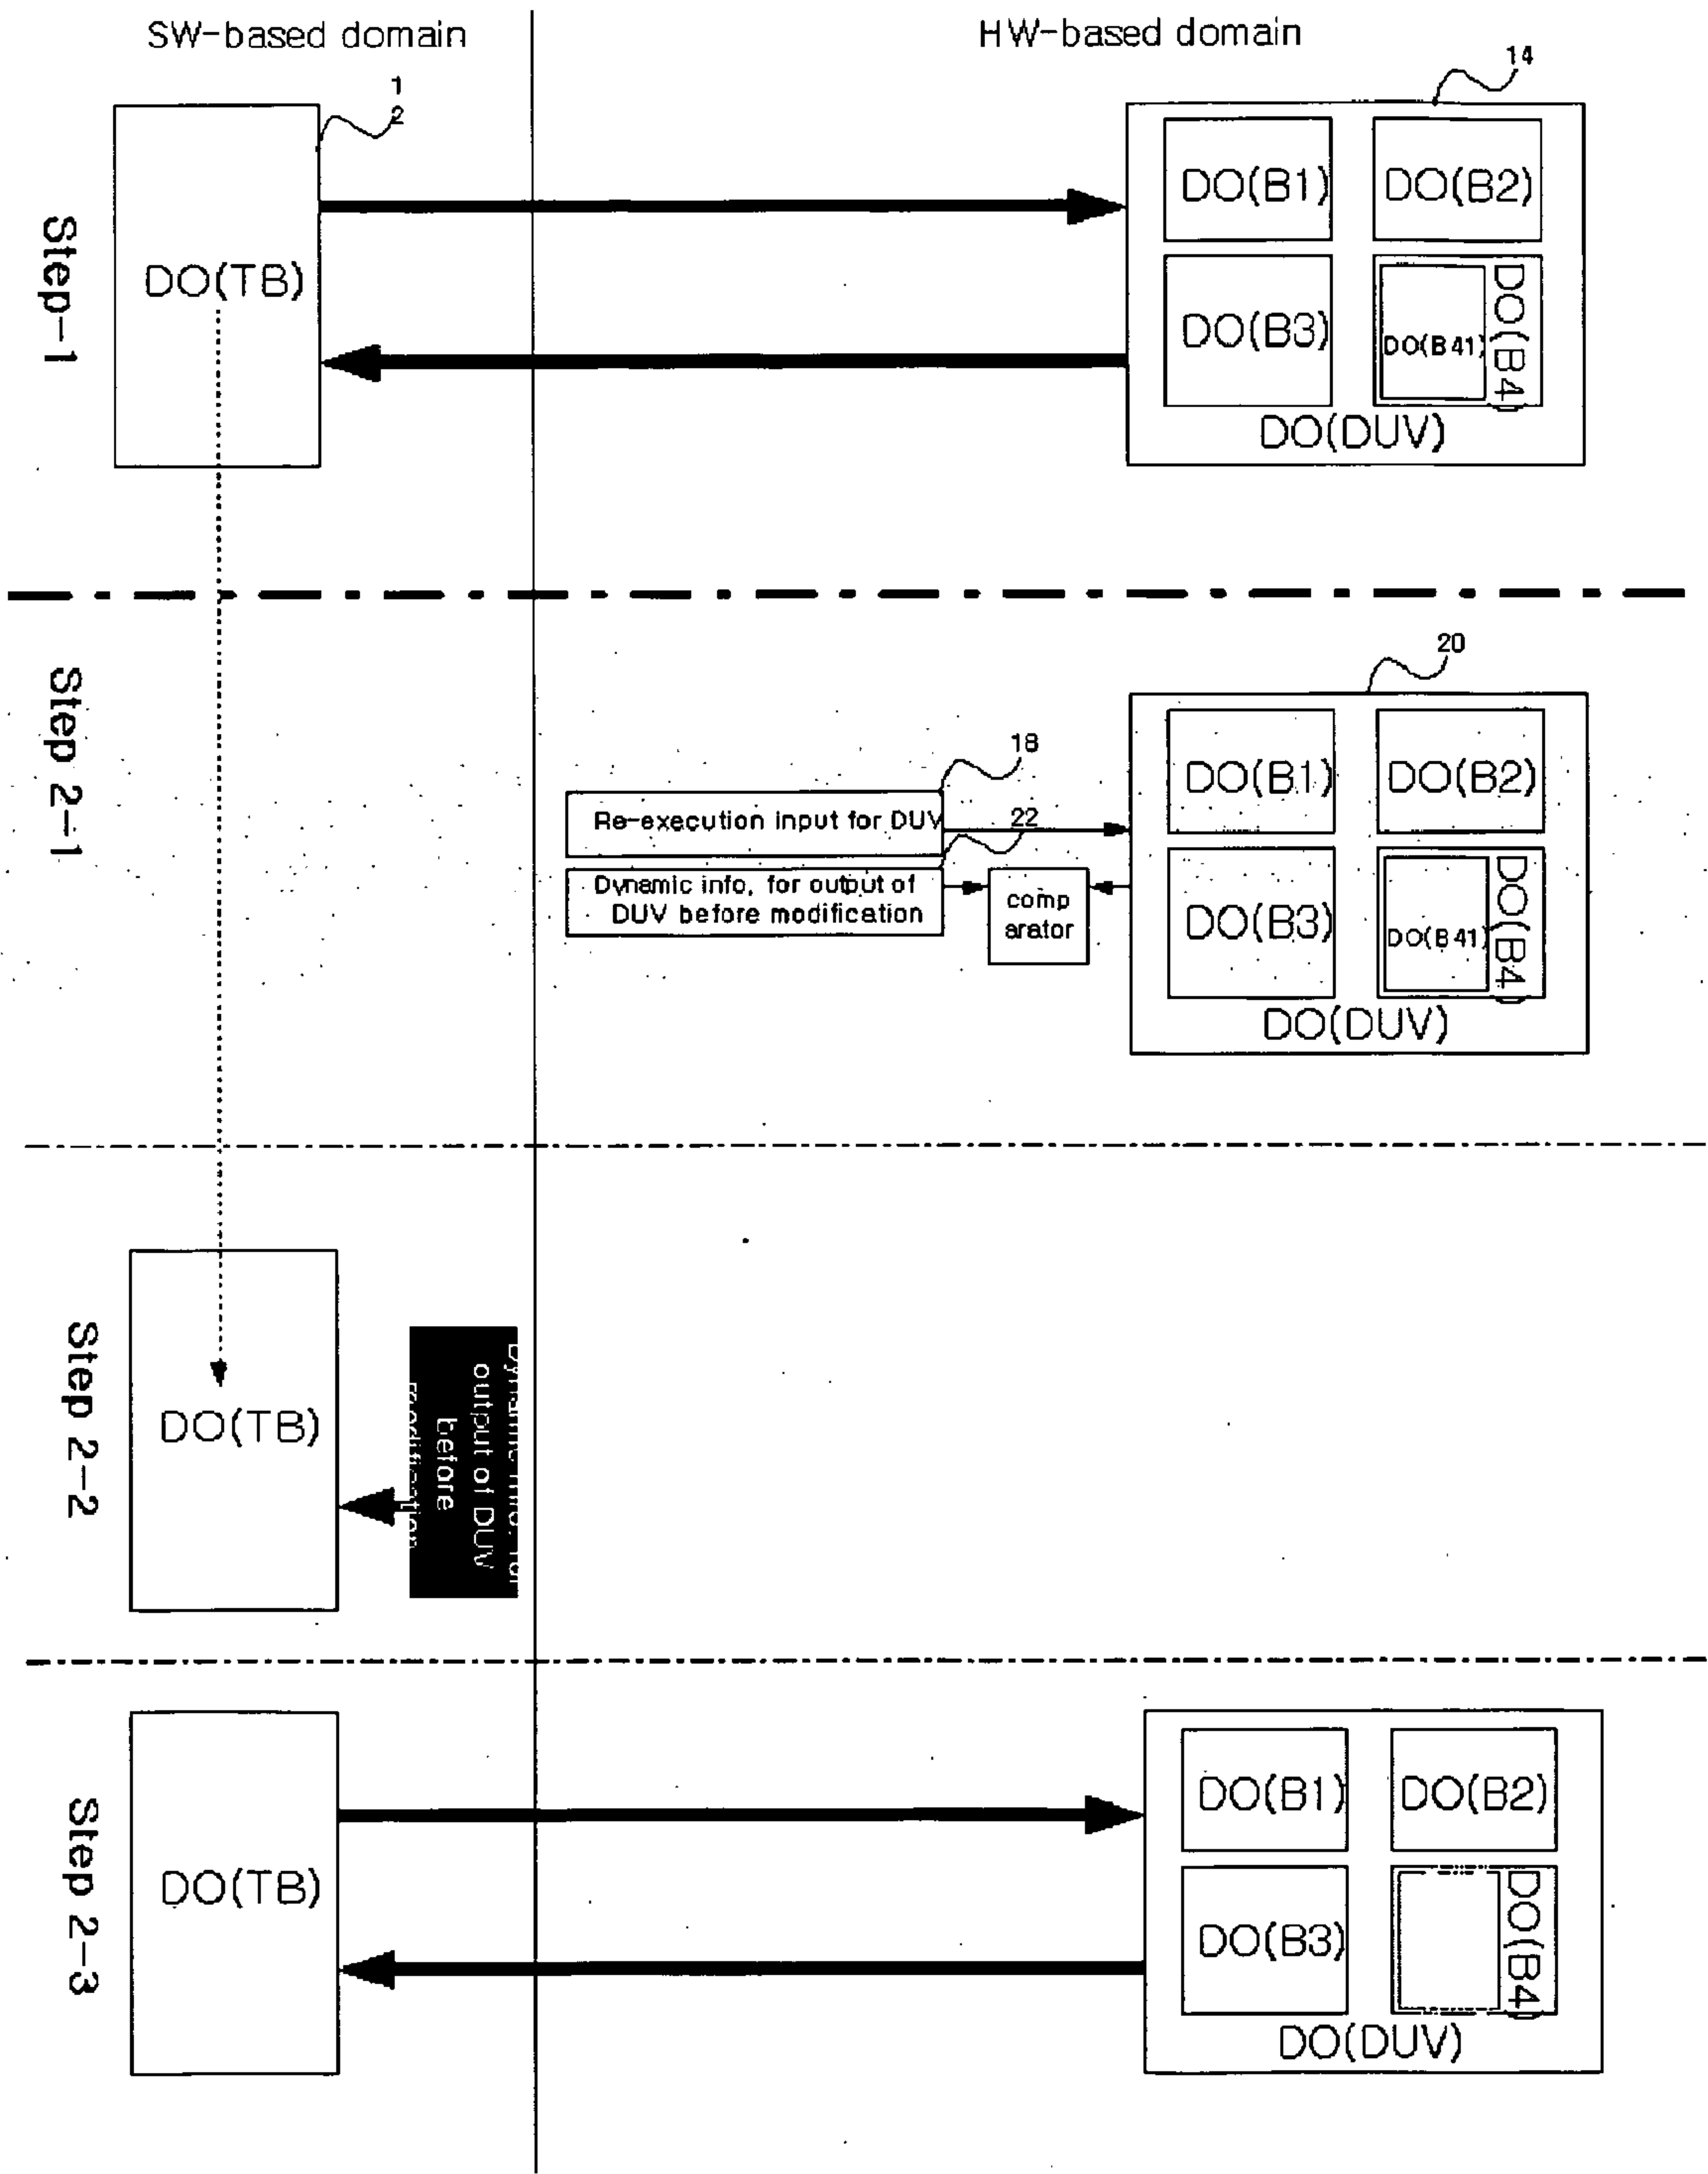 SW-based domain
HW-based domain
Step-1
1
2
DO(TB)
14
DO(B1)
DO(B2)
DO(B3)
DO(B41)
DO(B4)
DO(DUV)
Step 2-1
18
Re-execution input for DUV
22
Dynamic info. for output of
DUV before modification
comp
arator
20
DO(B1)
DO(B2)
DO(B3)
DO(B41)
DO(B4)
DO(DUV)
Step 2-2
DO(TB)
Dynamic info. for
output of DUV
before
modification
Step 2-3
DO(TB)
DO(B1)
DO(B2)
DO(B3)
DO(B4)
DO(DUV)